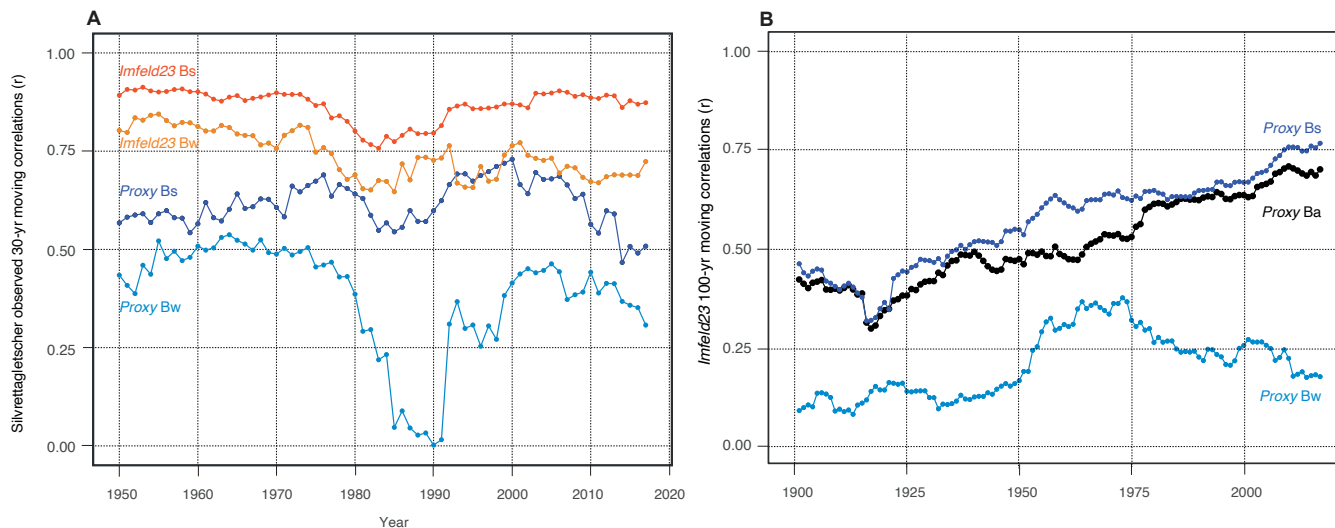 A
Silvrettagletscher observed 30-yr moving correlations (r)
1.00
0.75
0.50
0.25
0.00
Imfeld23 Bs
Imfeld23 Bw
Proxy Bs
Proxy Bw
1950
1960
1970
1980
1990
2000
2010
2020
Year
B
Imfeld23 100-yr moving correlations (r)
1.00
0.75
0.50
0.25
0.00
Proxy Bs
Proxy Ba
Proxy Bw
1900
1925
1950
1975
2000